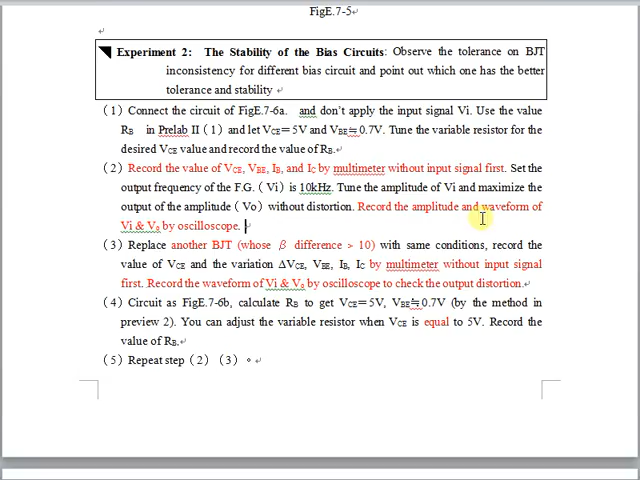 FigE.7-5
Experiment 2: The Stability of the Bias Circuits: Observe the tolerance on BJT
inconsistency for different bias circuit and point out which one has the better
tolerance and stability
(1) Connect the circuit of FigE.7-6a. and don't apply the input signal Vi. Use the value
RB in Prelab II (1) and let VCE=5V and VBE≒0.7V. Tune the variable resistor for the
desired VCE value and record the value of RB.
(2) Record the value of VCE, VBE, IB, and IC by multimeter without input signal first. Set the
output frequency of the F.G. (Vi) is 10kHz. Tune the amplitude of Vi and maximize the
output of the amplitude (Vo) without distortion. Record the amplitude and waveform of
Vi & Vo by oscilloscope.
(3) Replace another BJT (whose β difference > 10) with same conditions, record the
value of VCE and the variation ΔVCE, VBE, IB, IC by multimeter without input signal
first. Record the waveform of Vi & Vo by oscilloscope to check the output distortion.
(4) Circuit as FigE.7-6b, calculate RB to get VCE=5V, VBE≒0.7V (by the method in
preview 2). You can adjust the variable resistor when VCE is equal to 5V. Record the
value of RB.
(5) Repeat step (2) (3)。